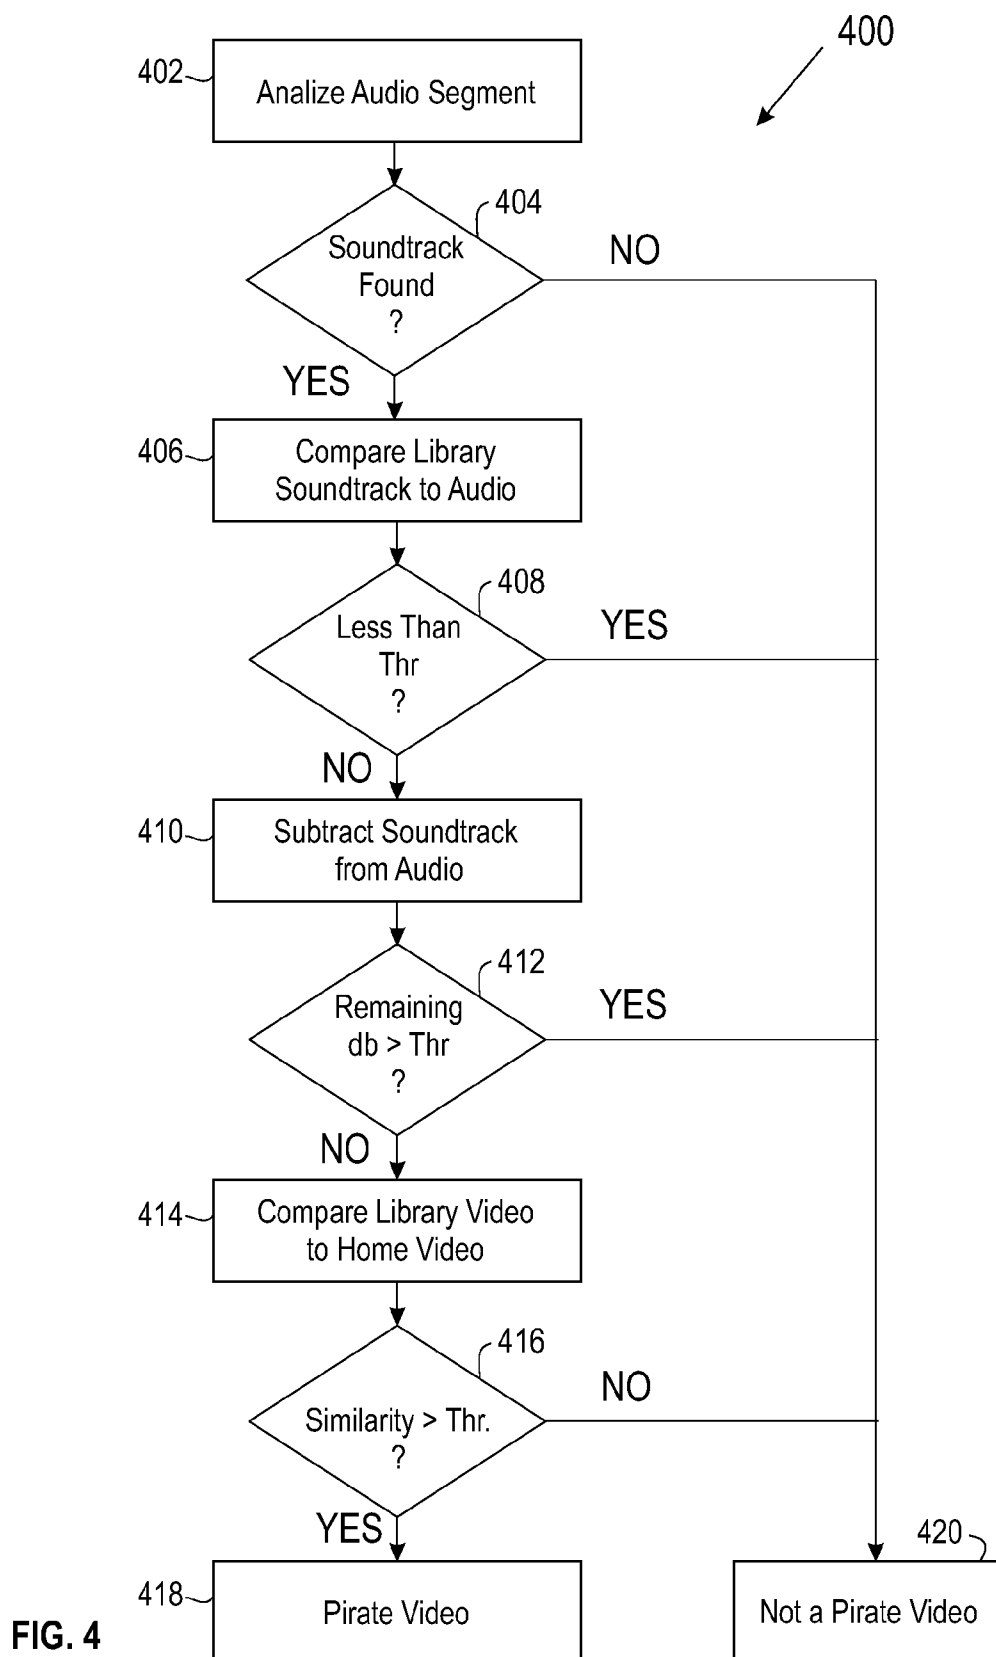 400
402
Analize Audio Segment
404
Soundtrack
Found
?
NO
YES
406
Compare Library
Soundtrack to Audio
408
Less Than
Thr
?
YES
NO
410
Subtract Soundtrack
from Audio
412
Remaining
db > Thr
?
YES
NO
414
Compare Library Video
to Home Video
416
Similarity > Thr.
?
NO
YES
418
Pirate Video
420
Not a Pirate Video
FIG. 4